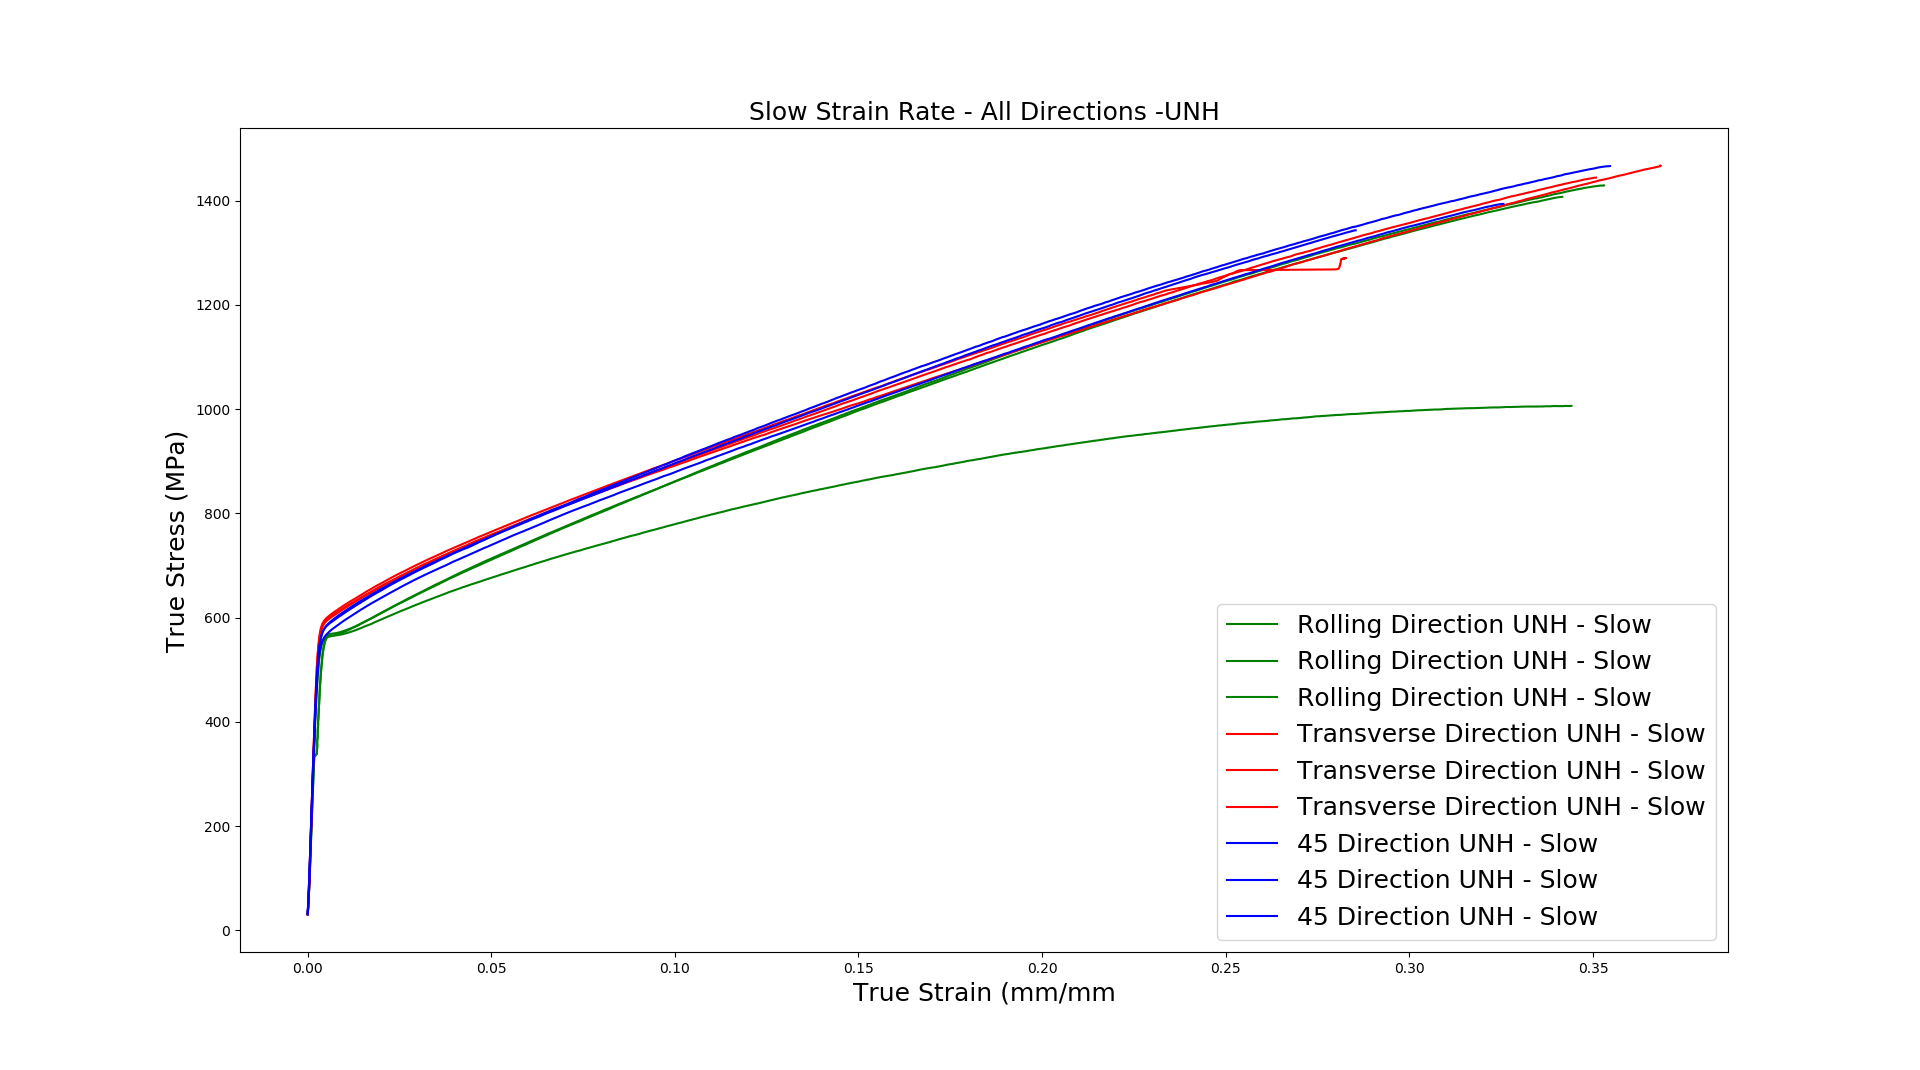 Slow Strain Rate - All Directions -UNH
True Stress (MPa)
1400
1200
1000
800
600
400
200
0
Rolling Direction UNH - Slow
Rolling Direction UNH - Slow
Rolling Direction UNH - Slow
Transverse Direction UNH - Slow
Transverse Direction UNH - Slow
Transverse Direction UNH - Slow
45 Direction UNH - Slow
45 Direction UNH - Slow
45 Direction UNH - Slow
0.00 0.05 0.10 0.15 0.20 0.25 0.30 0.35
True Strain (mm/mm